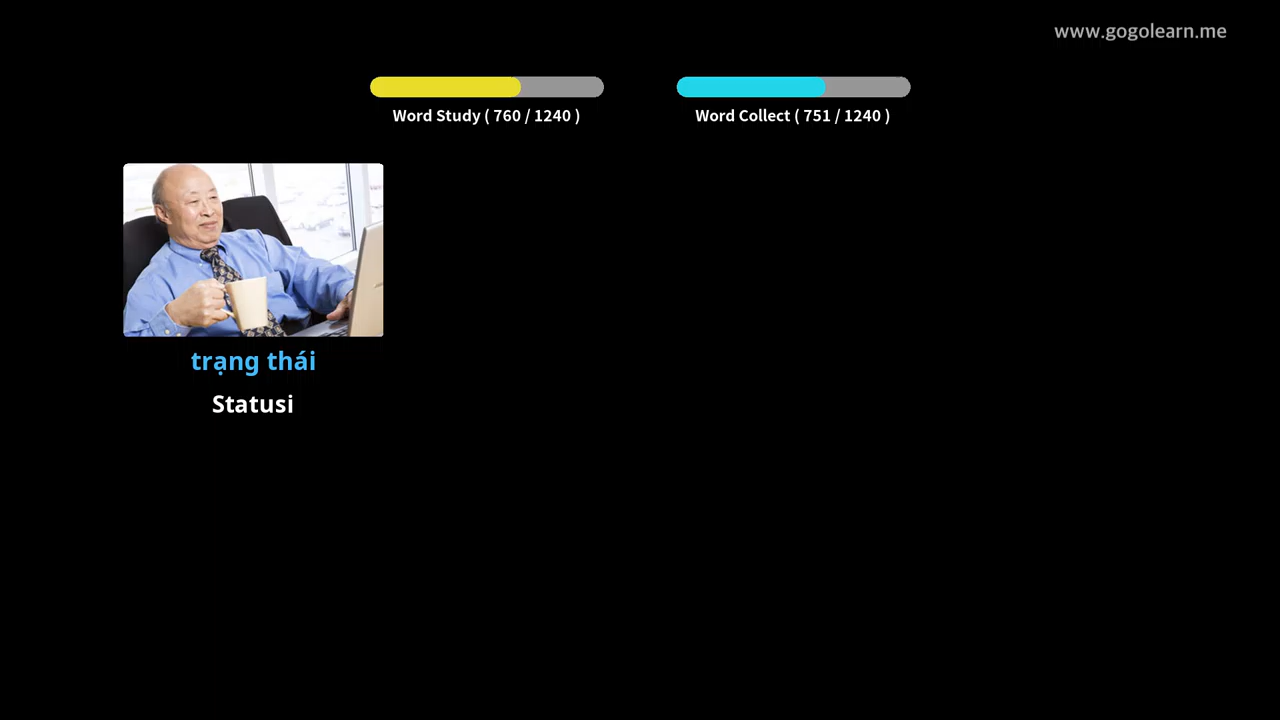 www.gogolearn.me
Word Study ( 760 / 1240 )
Word Collect ( 751 / 1240 )
trạng thái
Statusi